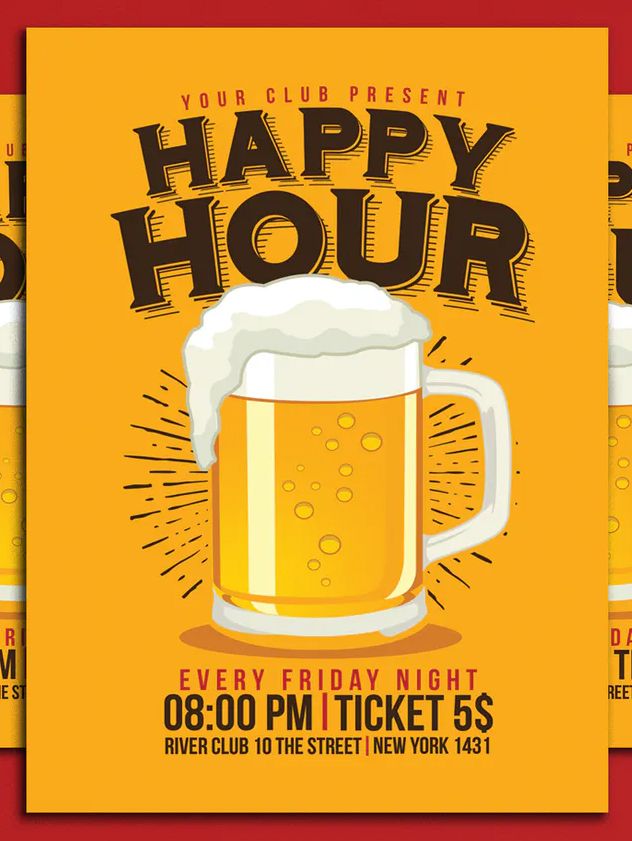 YOUR CLUB PRESENT
HAPPY
HOUR
EVERY FRIDAY NIGHT
08:00 PM | TICKET 5$
RIVER CLUB 10 THE STREET | NEW YORK 1431